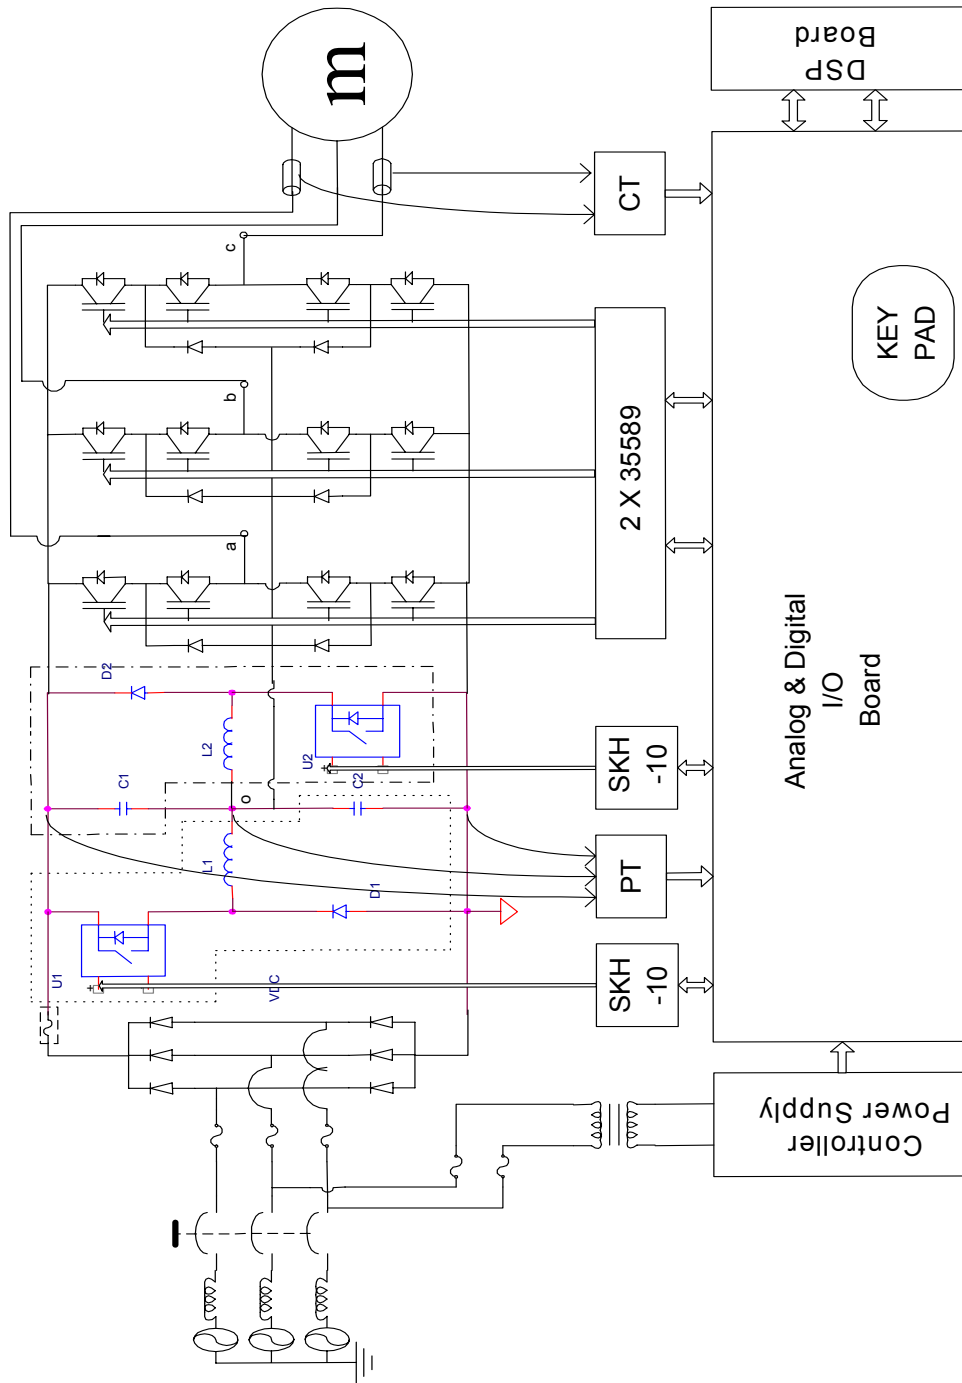 m
DSP
Board
CT
c
b
a
KEY
PAD
2 X 35589
Analog & Digital
I/O
Board
D2
L2
U2
+
C1
C2
o
L1
D1
U1
+
VDC
SKH
-10
PT
SKH
-10
Controller
Power Supply